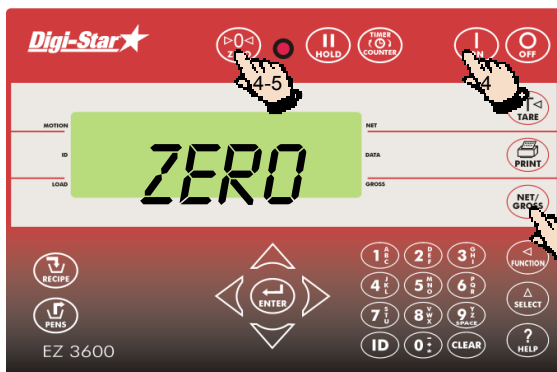 Digi-Star
ZERO
HOLD
TIMER
COUNTER
ON
OFF
4-5
4
TARE
MOTION
NET
ID
DATA
LOAD
GROSS
ZERO
PRINT
NET/
GROSS
RECIPE
PENS
ENTER
1 A B C
2 D E F
3 G H I
FUNCTION
4 J K L
5 M N O
6 P Q R
SELECT
7 S T U
8 V W X
9 Y Z SPACE
ID
0 - + *
CLEAR
?
HELP
EZ 3600